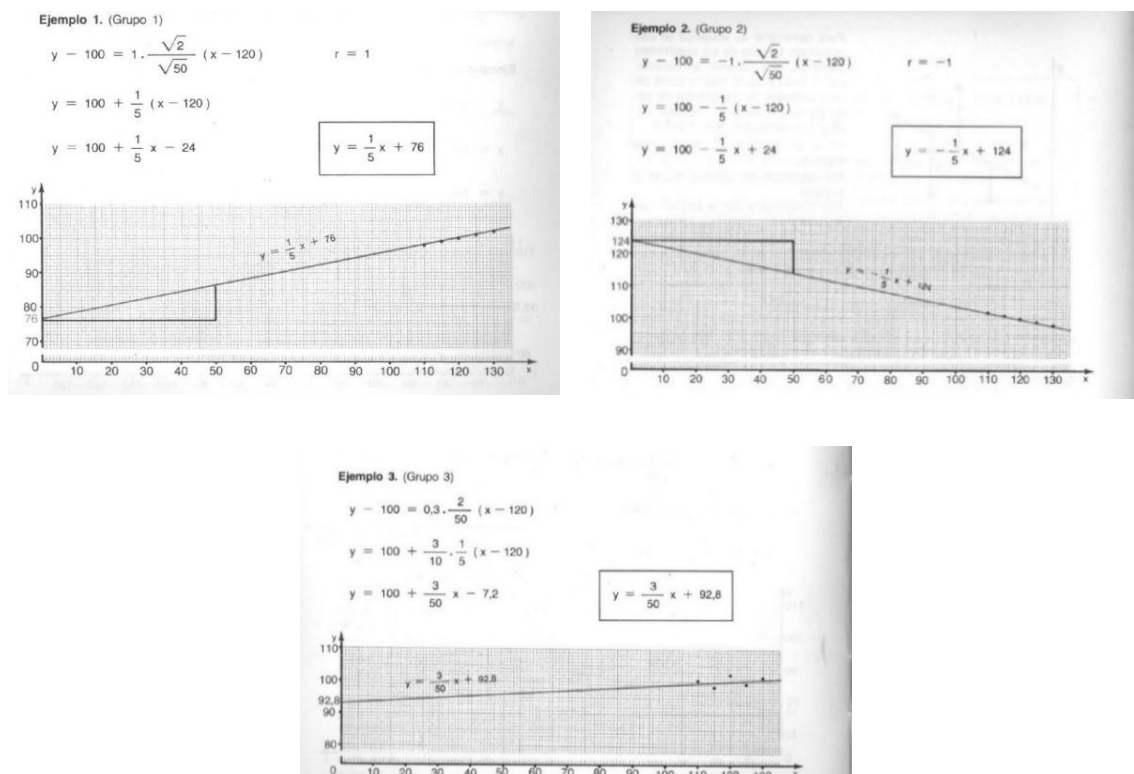 Ejemplo 1. (Grupo 1)
y − 100 = 1 . √2/√50 (x − 120) r = 1
y = 100 + 1/5 (x − 120)
y = 100 + 1/5 x − 24
y = 1/5 x + 76
y
110
100
90
80
76
70
y = 1/5 x + 76
0 10 20 30 40 50 60 70 80 90 100 110 120 130 x
Ejemplo 2. (Grupo 2)
y − 100 = −1 . √2/√50 (x − 120) r = −1
y = 100 − 1/5 (x − 120)
y = 100 − 1/5 x + 24
y = − 1/5 x + 124
y
130
124
120
110
100
90
y = − 1/5 x + 124
0 10 20 30 40 50 60 70 80 90 100 110 120 130 x
Ejemplo 3. (Grupo 3)
y − 100 = 0,3 . 2/50 (x − 120)
y = 100 + 3/10 . 1/5 (x − 120)
y = 100 + 3/50 x − 7,2
y = 3/50 x + 92,8
y
110
100
92,8
90
80
y = 3/50 x + 92,8
0 10 20 30 40 50 60 70 80 90 100 110 120 130 x